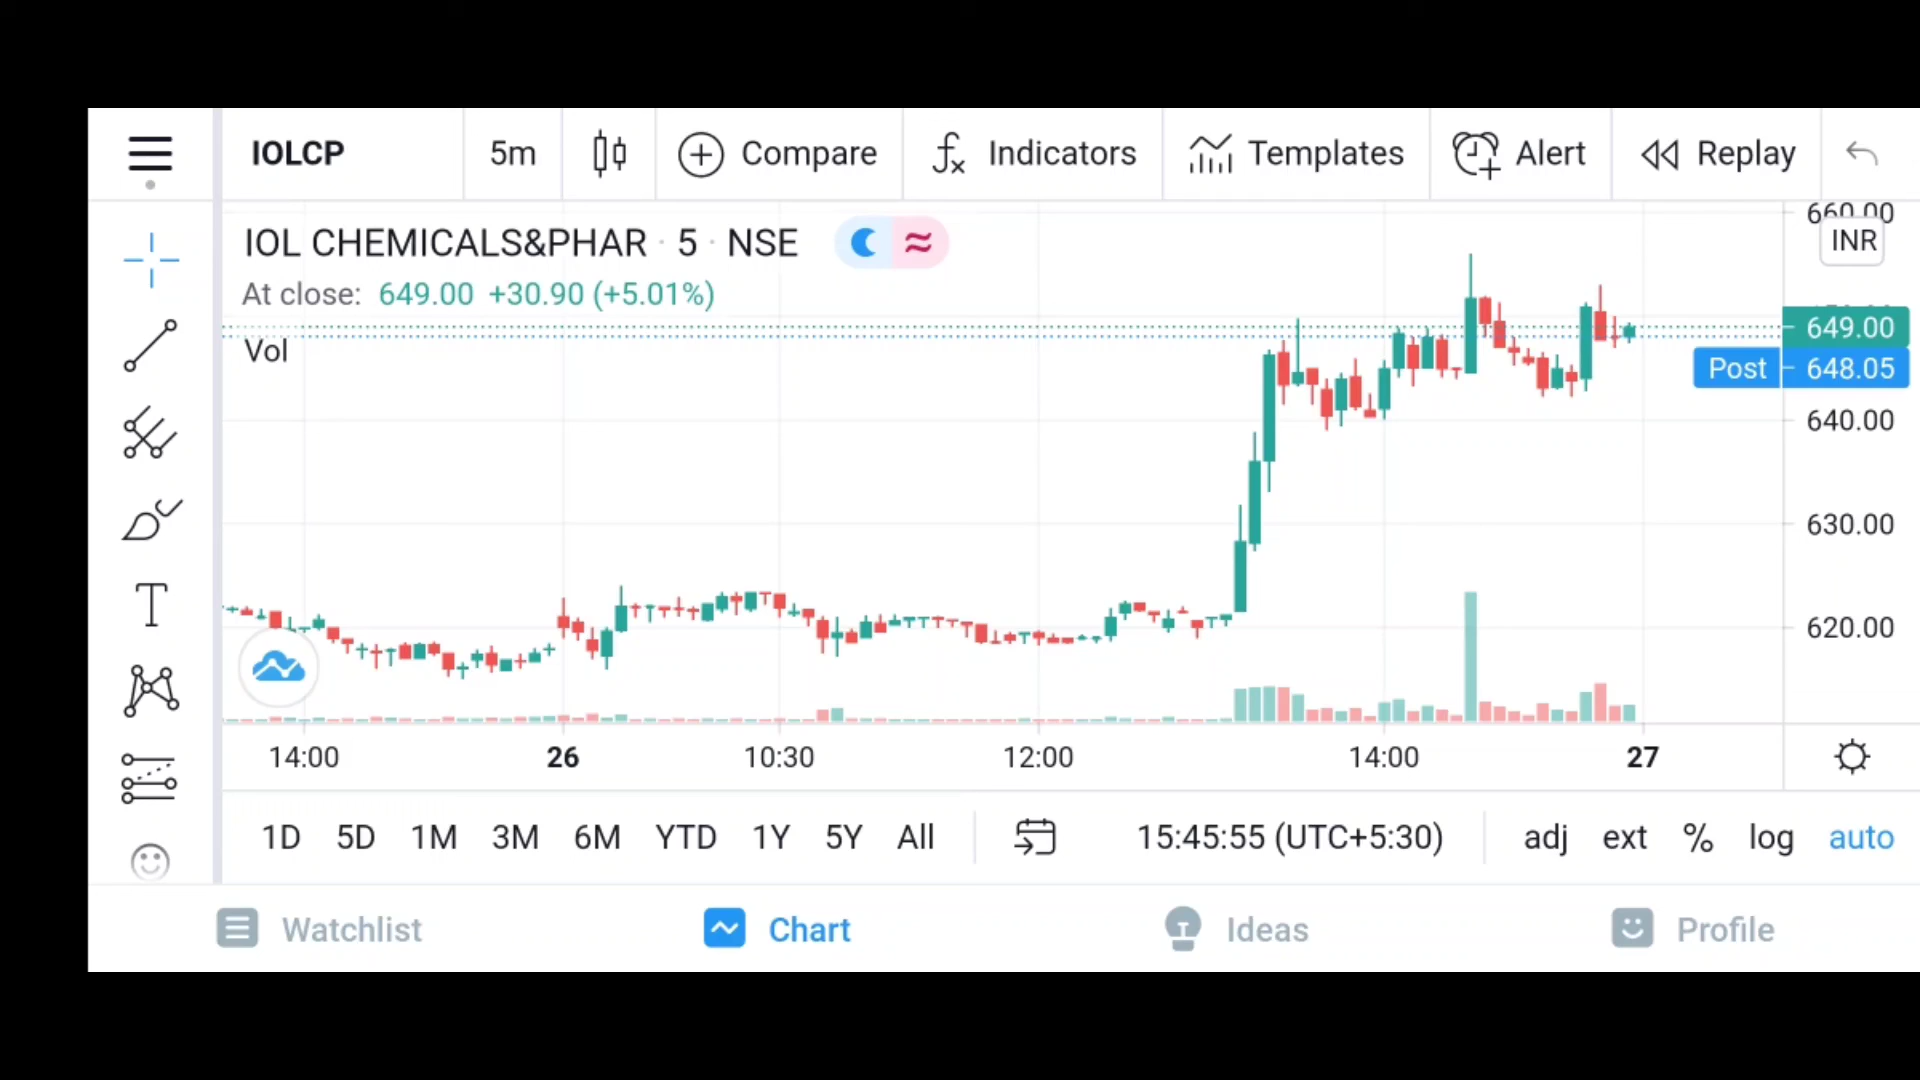 IOLCP 5m Compare Indicators Templates Alert Replay
IOL CHEMICALS&PHAR · 5 · NSE
At close: 649.00 +30.90 (+5.01%)
Vol
660.00
INR
649.00
Post 648.05
640.00
630.00
620.00
14:00 26 10:30 12:00 14:00 27
1D 5D 1M 3M 6M YTD 1Y 5Y All 15:45:55 (UTC+5:30) adj ext % log auto
Watchlist Chart Ideas Profile